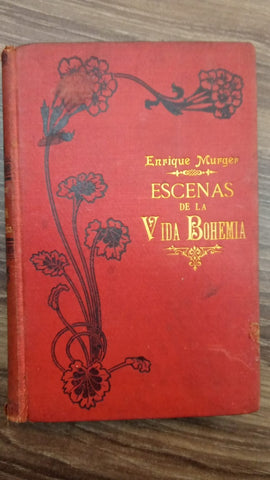 Enrique Murger
ESCENAS
DE LA
VIDA BOHEMIA